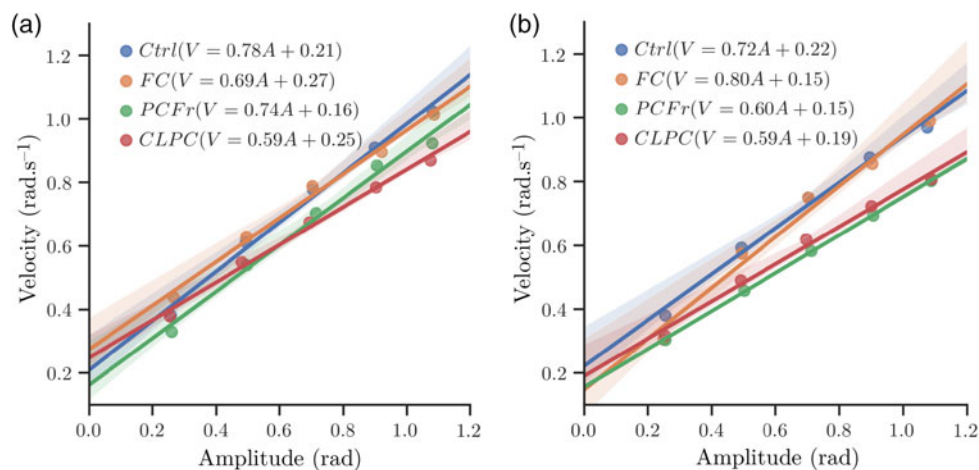 (a)
Ctrl(V = 0.78A + 0.21)
FC(V = 0.69A + 0.27)
PCFr(V = 0.74A + 0.16)
CLPC(V = 0.59A + 0.25)
Velocity (rad.s⁻¹)
1.2
1.0
0.8
0.6
0.4
0.2
0.0 0.2 0.4 0.6 0.8 1.0 1.2
Amplitude (rad)
(b)
Ctrl(V = 0.72A + 0.22)
FC(V = 0.80A + 0.15)
PCFr(V = 0.60A + 0.15)
CLPC(V = 0.59A + 0.19)
Velocity (rad.s⁻¹)
1.2
1.0
0.8
0.6
0.4
0.2
0.0 0.2 0.4 0.6 0.8 1.0 1.2
Amplitude (rad)